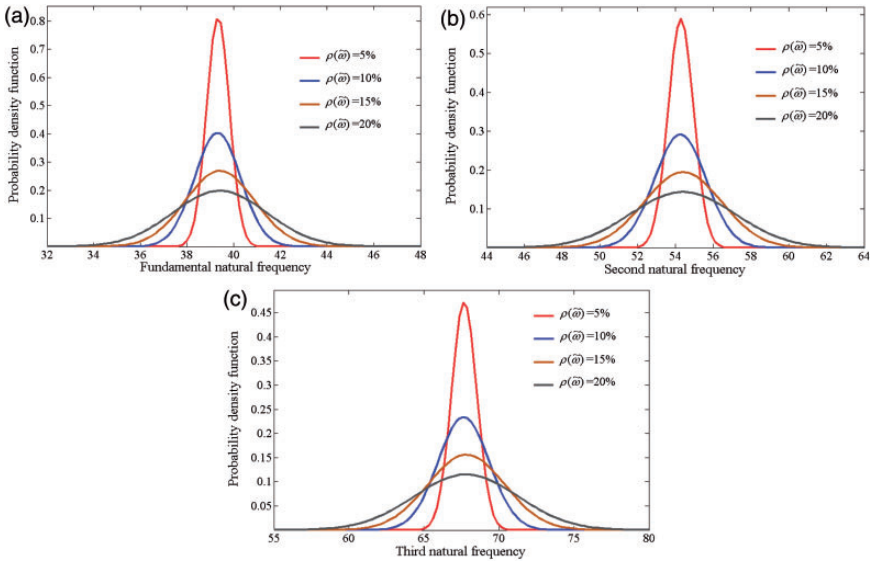 (a)
Probability density function
0.8
0.7
0.6
0.5
0.4
0.3
0.2
0.1
ρ(ω̃)=5%
ρ(ω̃)=10%
ρ(ω̃)=15%
ρ(ω̃)=20%
32 34 36 38 40 42 44 46 48
Fundamental natural frequency
(b)
Probability density function
0.6
0.5
0.4
0.3
0.2
0.1
ρ(ω̃)=5%
ρ(ω̃)=10%
ρ(ω̃)=15%
ρ(ω̃)=20%
44 46 48 50 52 54 56 58 60 62 64
Second natural frequency
(c)
Probability density function
0.45
0.4
0.35
0.3
0.25
0.2
0.15
0.1
0.05
ρ(ω̃)=5%
ρ(ω̃)=10%
ρ(ω̃)=15%
ρ(ω̃)=20%
55 60 65 70 75 80
Third natural frequency